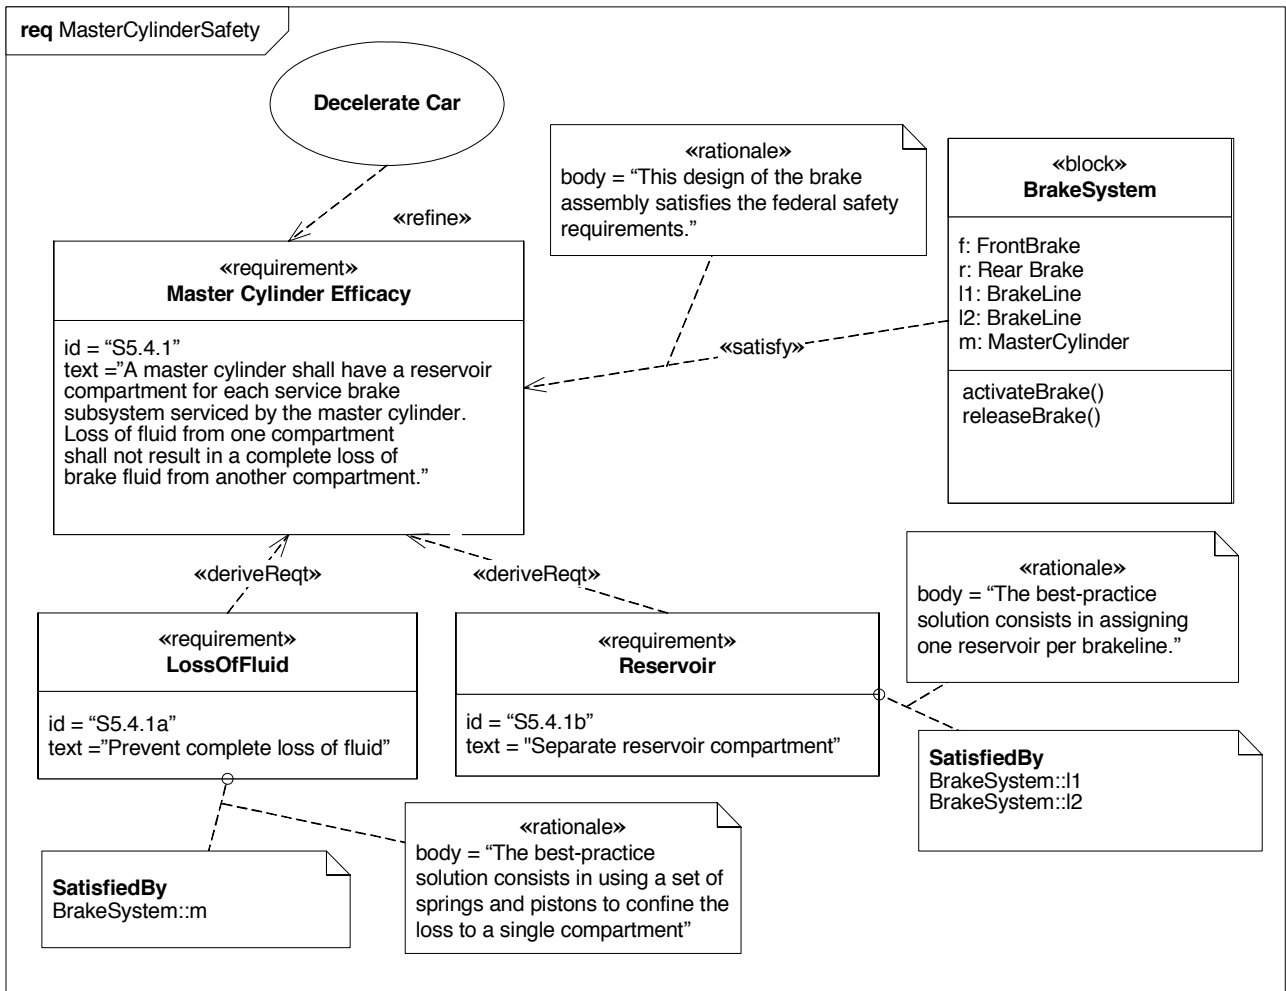 req MasterCylinderSafety
Decelerate Car
«refine»
«rationale»
body = “This design of the brake
assembly satisfies the federal safety
requirements.”
«block»
BrakeSystem
f: FrontBrake
r: Rear Brake
l1: BrakeLine
l2: BrakeLine
m: MasterCylinder
activateBrake()
releaseBrake()
«requirement»
Master Cylinder Efficacy
id = “S5.4.1”
text =”A master cylinder shall have a reservoir
compartment for each service brake
subsystem serviced by the master cylinder.
Loss of fluid from one compartment
shall not result in a complete loss of
brake fluid from another compartment.”
«satisfy»
«deriveReqt»
«deriveReqt»
«requirement»
LossOfFluid
id = “S5.4.1a”
text =”Prevent complete loss of fluid”
«requirement»
Reservoir
id = “S5.4.1b”
text = "Separate reservoir compartment”
«rationale»
body = “The best-practice
solution consists in assigning
one reservoir per brakeline.”
SatisfiedBy
BrakeSystem::l1
BrakeSystem::l2
SatisfiedBy
BrakeSystem::m
«rationale»
body = “The best-practice
solution consists in using a set of
springs and pistons to confine the
loss to a single compartment”